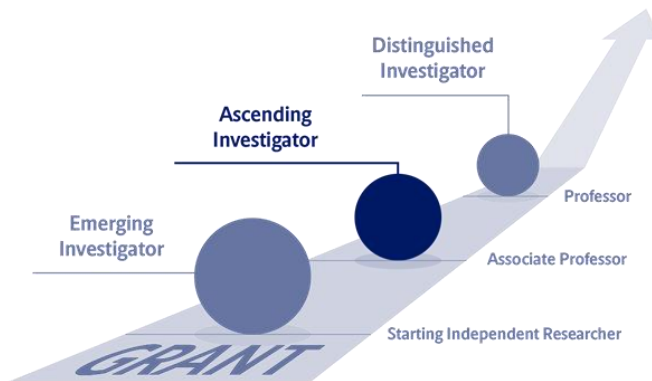 Distinguished
Investigator
Ascending
Investigator
Emerging
Investigator
Professor
Associate Professor
Starting Independent Researcher
GRANT